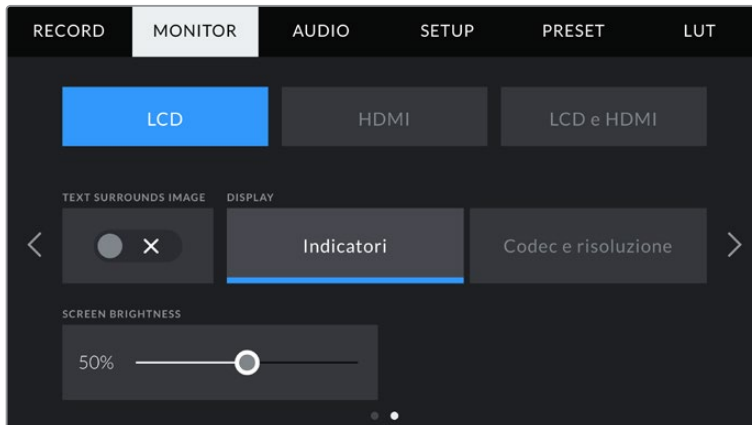 RECORD MONITOR AUDIO SETUP PRESET LUT
LCD HDMI LCD e HDMI
TEXT SURROUNDS IMAGE DISPLAY
Indicatori Codec e risoluzione
SCREEN BRIGHTNESS
50%